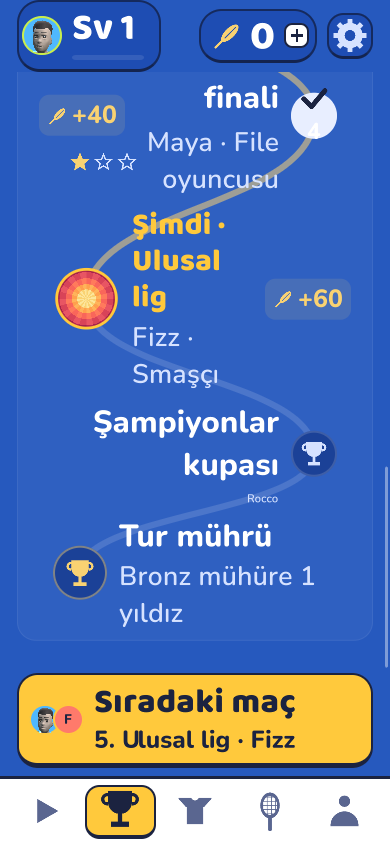 Sv 1
0
finali
+40
4
Maya · File
oyuncusu
Şimdi ·
Ulusal
lig
+60
Fizz ·
Smaşçı
Şampiyonlar
kupası
Rocco
Tur mührü
Bronz mühüre 1
yıldız
F
Sıradaki maç
5. Ulusal lig · Fizz